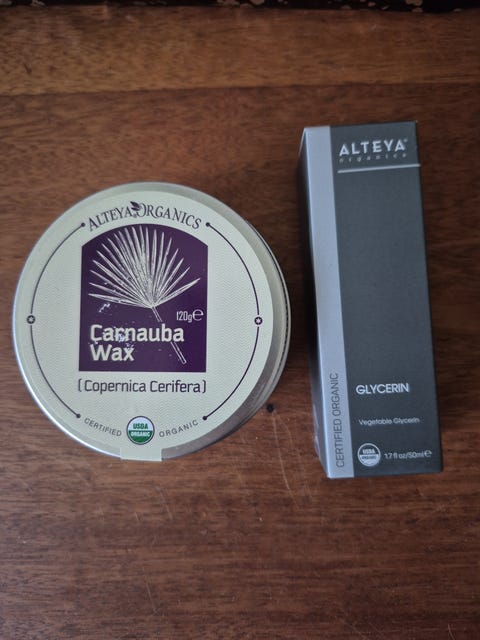 ALTEYA ORGANICS
120g℮
Carnauba
Wax
(Copernica Cerifera)
CERTIFIED ORGANIC
USDA
ORGANIC
ALTEYA®
organics
CERTIFIED ORGANIC
GLYCERIN
Vegetable Glycerin
USDA
ORGANIC
1.7 fl oz/50ml℮